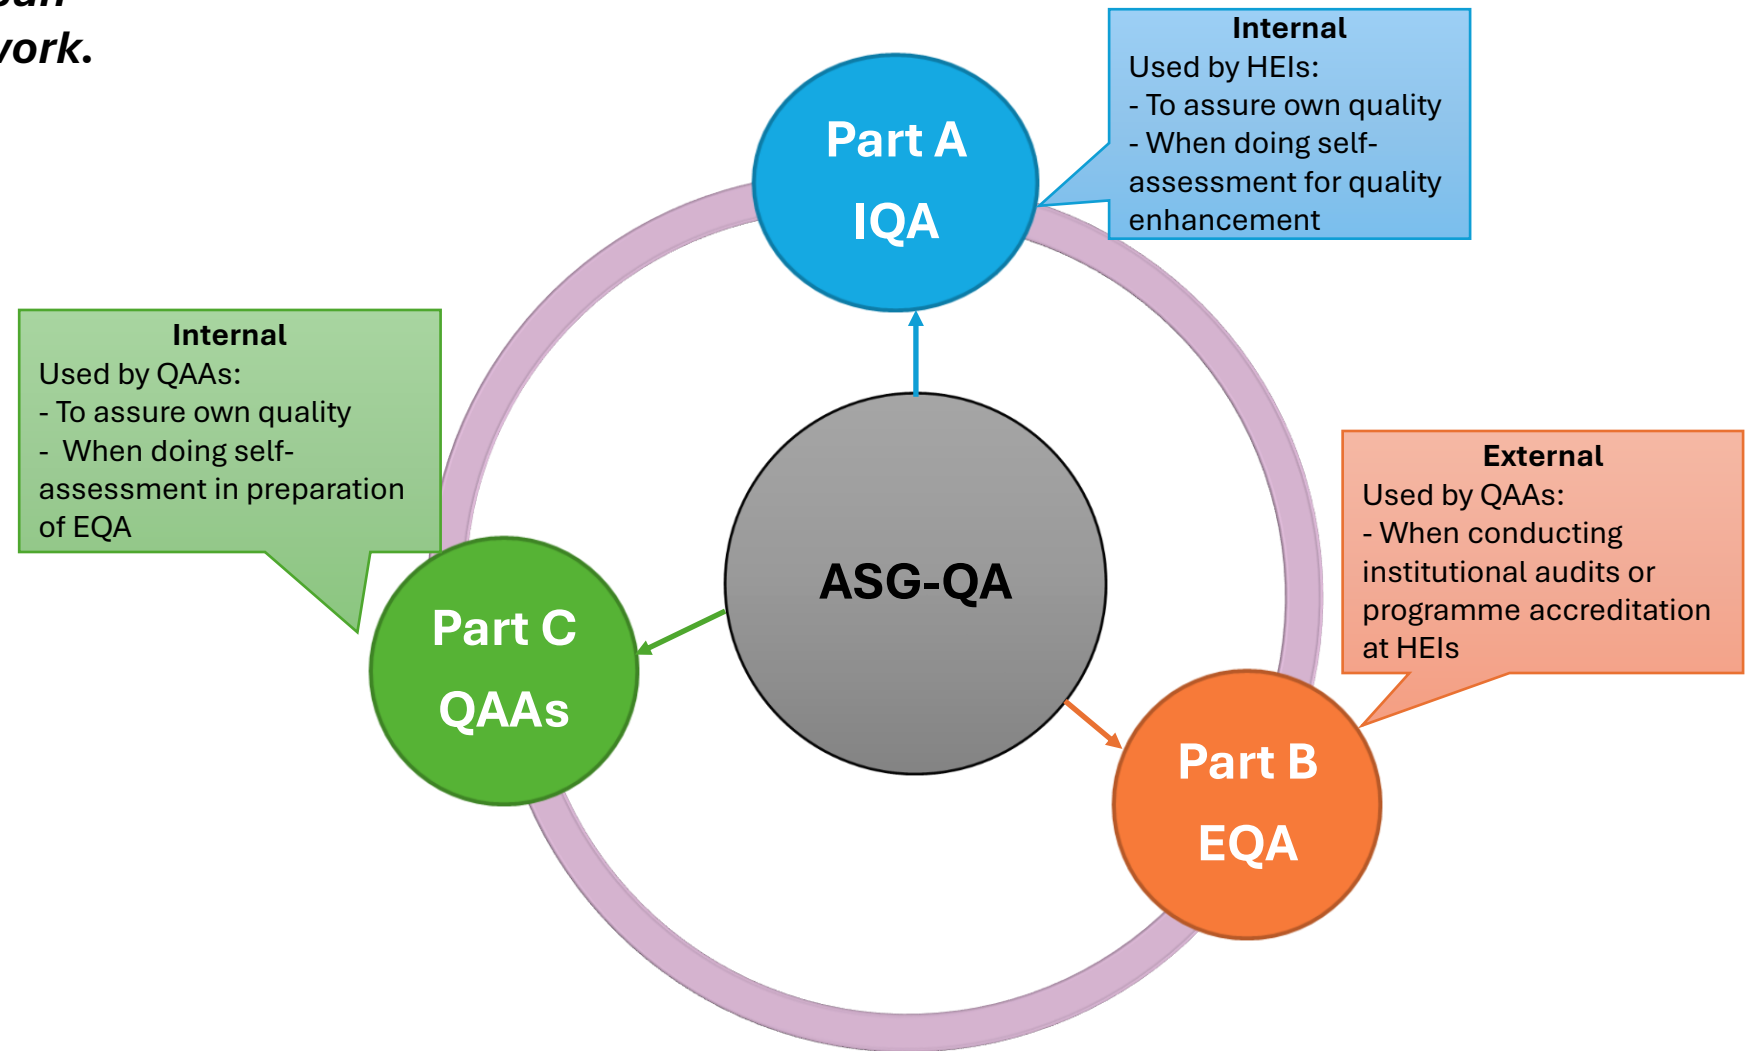 work.
Internal
Used by HEIs:
- To assure own quality
- When doing self-
assessment for quality
enhancement
Part A
IQA
Internal
Used by QAAs:
- To assure own quality
- When doing self-
assessment in preparation
of EQA
External
Used by QAAs:
- When conducting
institutional audits or
programme accreditation
at HEIs
ASG-QA
Part C
QAAs
Part B
EQA